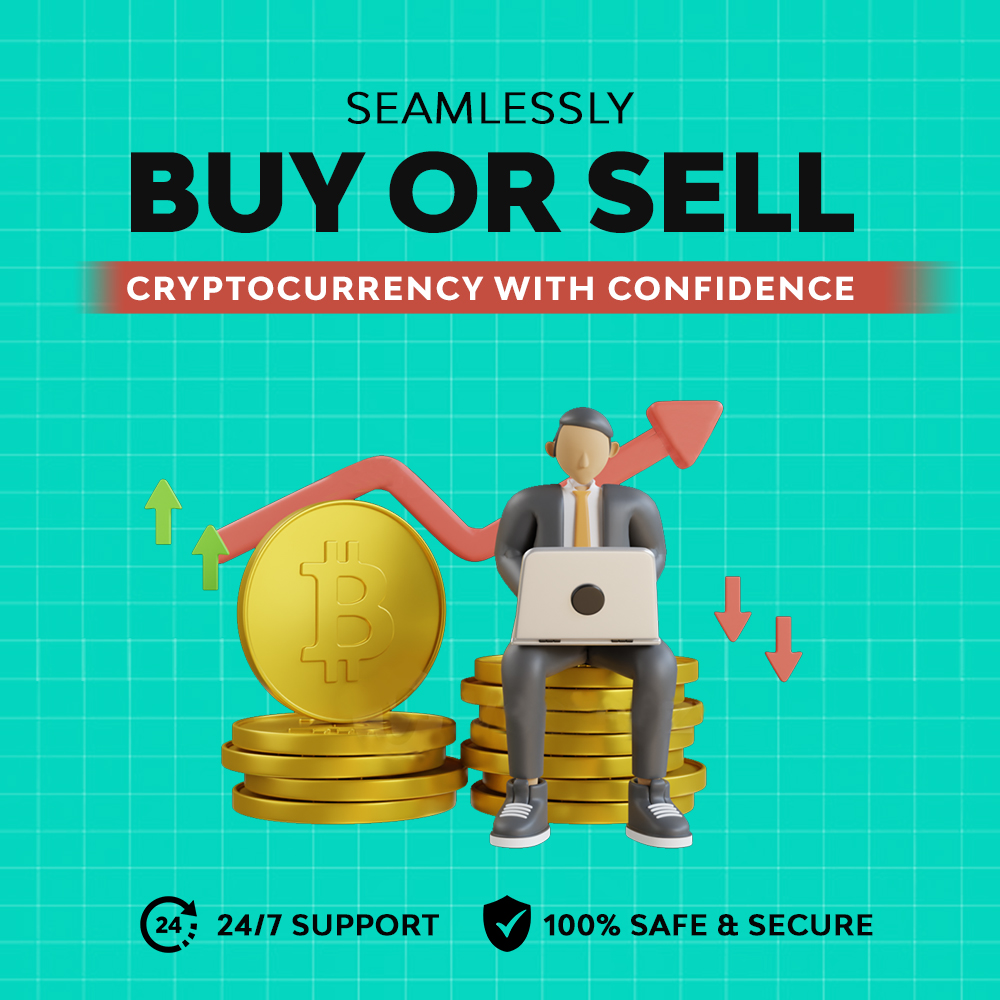 SEAMLESSLY
BUY OR SELL
CRYPTOCURRENCY WITH CONFIDENCE
24 24/7 SUPPORT 100% SAFE & SECURE